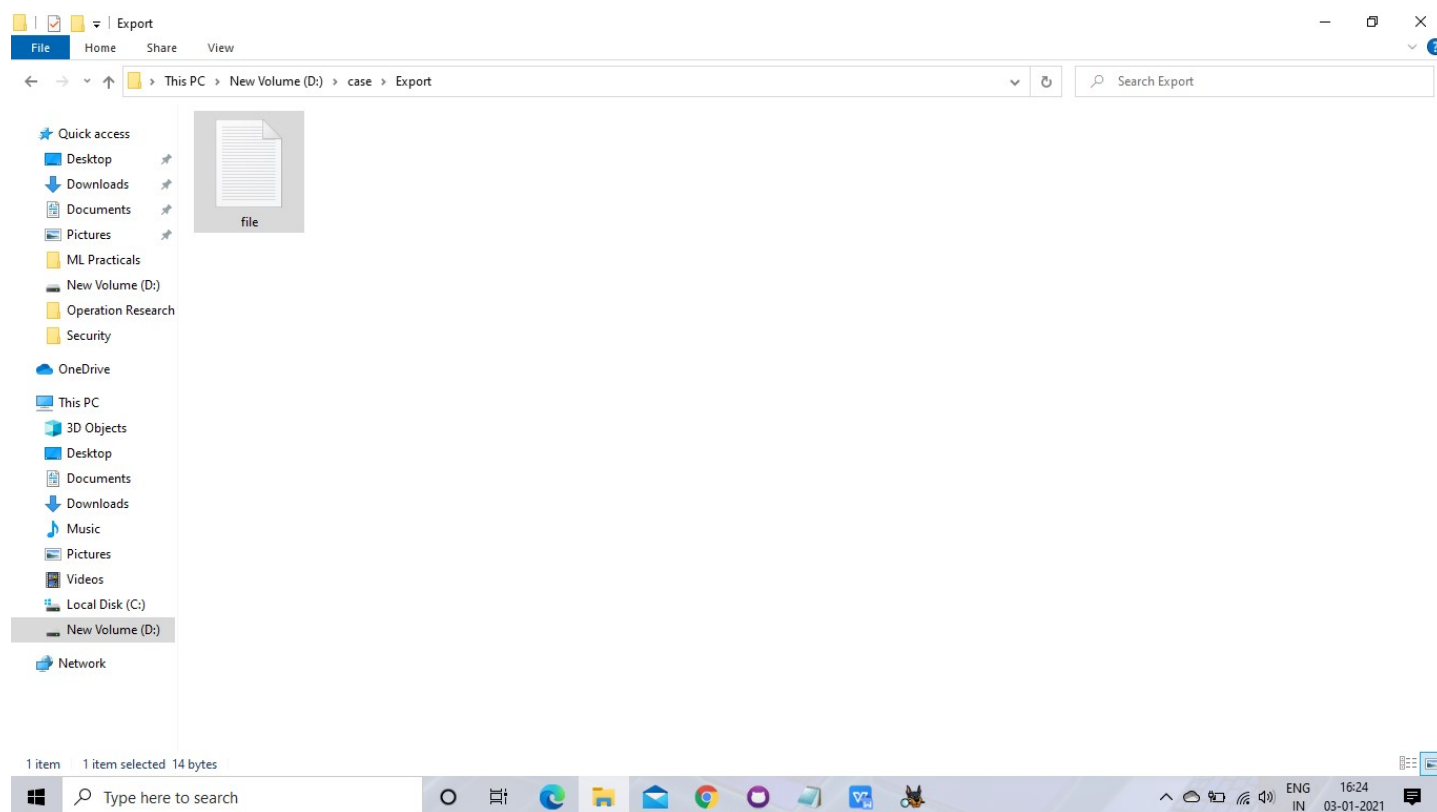 Export
File Home Share View
This PC > New Volume (D:) > case > Export
Search Export
Quick access
Desktop
Downloads
Documents
Pictures
ML Practicals
New Volume (D:)
Operation Research
Security
OneDrive
This PC
3D Objects
Desktop
Documents
Downloads
Music
Pictures
Videos
Local Disk (C:)
New Volume (D:)
Network
file
1 item 1 item selected 14 bytes
Type here to search
ENG 16:24
IN 03-01-2021